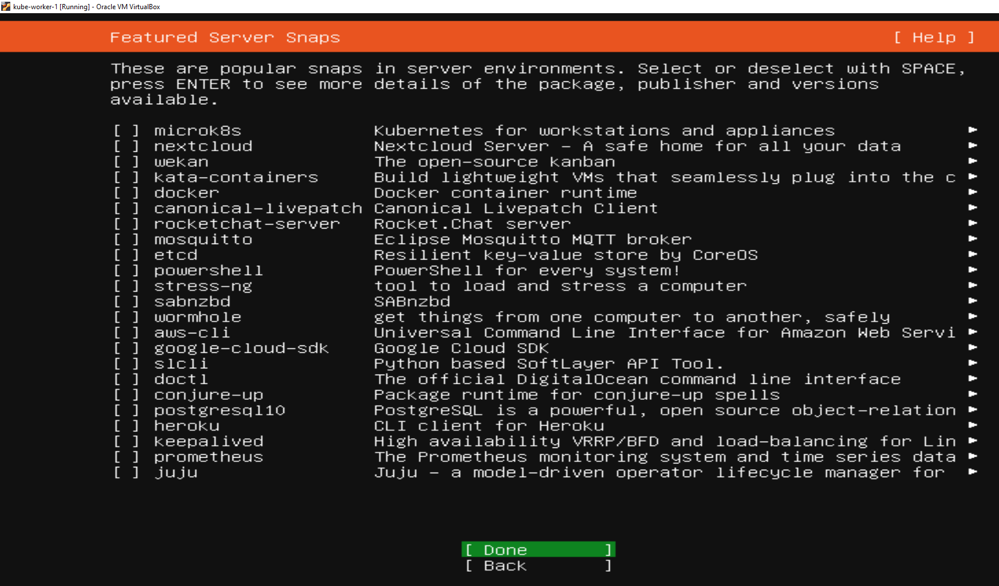 kube-worker-1 [Running] - Oracle VM VirtualBox
Featured Server Snaps [ Help ]
These are popular snaps in server environments. Select or deselect with SPACE,
press ENTER to see more details of the package, publisher and versions
available.
[ ] microk8s Kubernetes for workstations and appliances ►
[ ] nextcloud Nextcloud Server - A safe home for all your data ►
[ ] wekan The open-source kanban ►
[ ] kata-containers Build lightweight VMs that seamlessly plug into the c ►
[ ] docker Docker container runtime ►
[ ] canonical-livepatch Canonical Livepatch Client ►
[ ] rocketchat-server Rocket.Chat server ►
[ ] mosquitto Eclipse Mosquitto MQTT broker ►
[ ] etcd Resilient key-value store by CoreOS ►
[ ] powershell PowerShell for every system! ►
[ ] stress-ng tool to load and stress a computer ►
[ ] sabnzbd SABnzbd ►
[ ] wormhole get things from one computer to another, safely ►
[ ] aws-cli Universal Command Line Interface for Amazon Web Servi ►
[ ] google-cloud-sdk Google Cloud SDK ►
[ ] slcli Python based SoftLayer API Tool. ►
[ ] doctl The official DigitalOcean command line interface ►
[ ] conjure-up Package runtime for conjure-up spells ►
[ ] postgresql10 PostgreSQL is a powerful, open source object-relation ►
[ ] heroku CLI client for Heroku ►
[ ] keepalived High availability VRRP/BFD and load-balancing for Lin ►
[ ] prometheus The Prometheus monitoring system and time series data ►
[ ] juju Juju - a model-driven operator lifecycle manager for ►
[ Done ]
[ Back ]